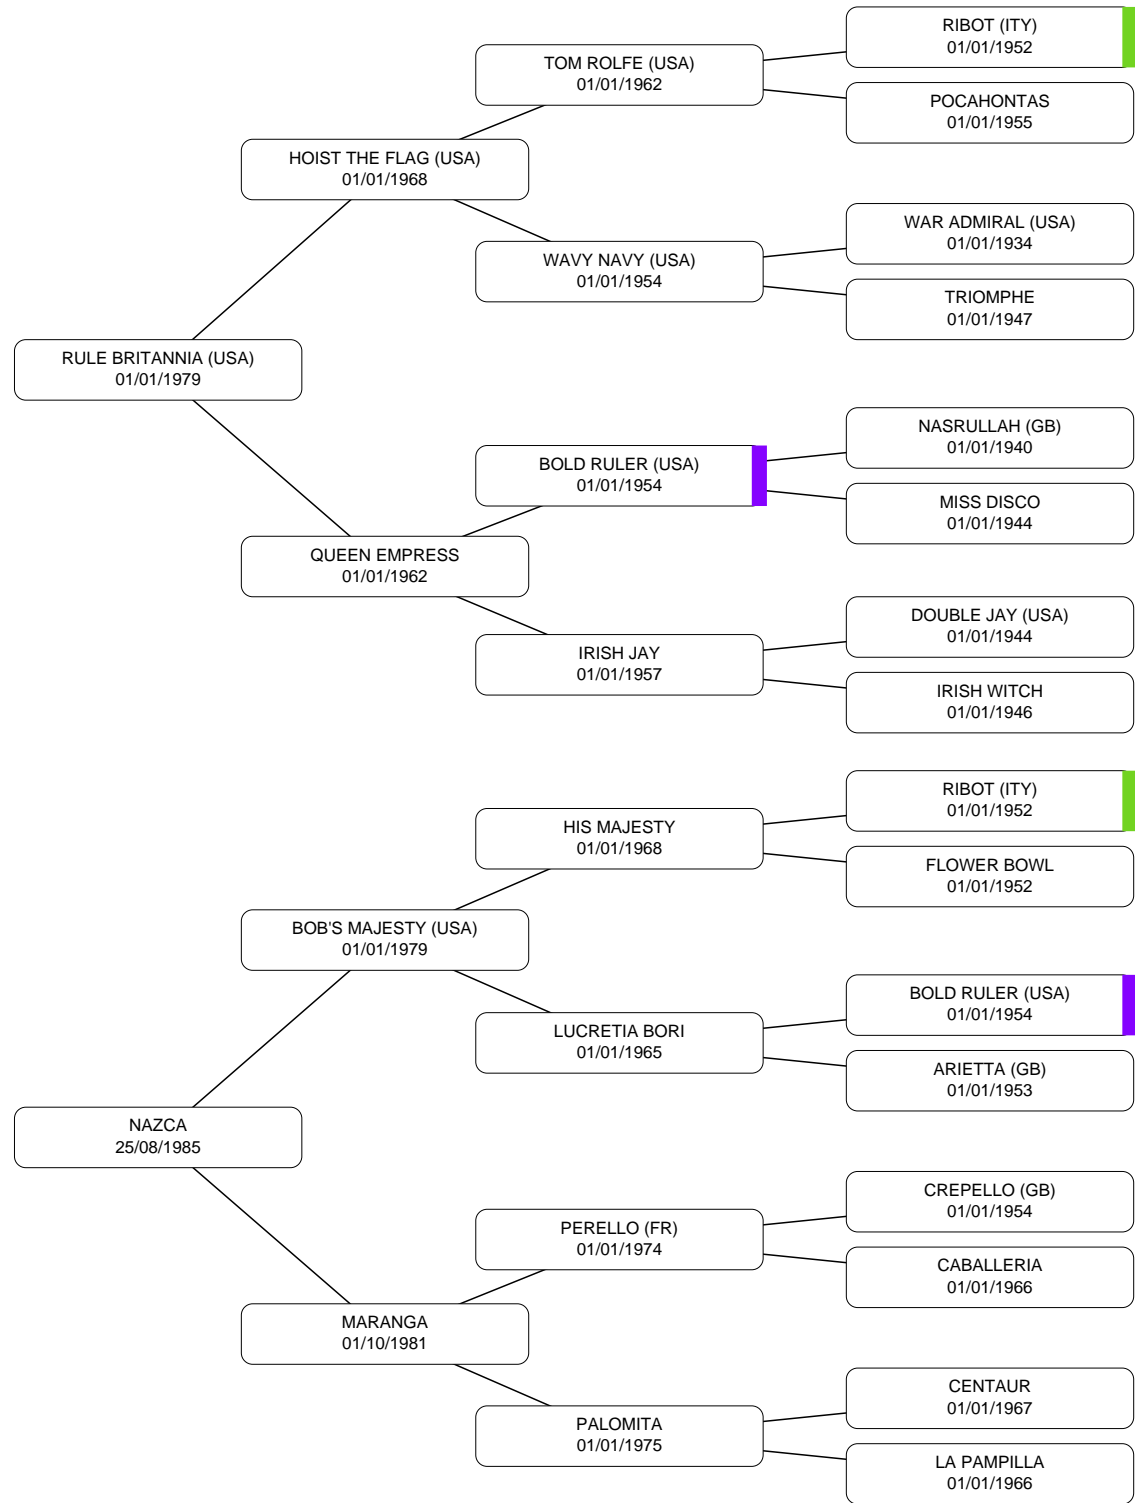 RIBOT (ITY)
01/01/1952
TOM ROLFE (USA)
01/01/1962
POCAHONTAS
01/01/1955
HOIST THE FLAG (USA)
01/01/1968
WAR ADMIRAL (USA)
01/01/1934
WAVY NAVY (USA)
01/01/1954
TRIOMPHE
01/01/1947
RULE BRITANNIA (USA)
01/01/1979
NASRULLAH (GB)
01/01/1940
BOLD RULER (USA)
01/01/1954
MISS DISCO
01/01/1944
QUEEN EMPRESS
01/01/1962
DOUBLE JAY (USA)
01/01/1944
IRISH JAY
01/01/1957
IRISH WITCH
01/01/1946
RIBOT (ITY)
01/01/1952
HIS MAJESTY
01/01/1968
FLOWER BOWL
01/01/1952
BOB'S MAJESTY (USA)
01/01/1979
BOLD RULER (USA)
01/01/1954
LUCRETIA BORI
01/01/1965
ARIETTA (GB)
01/01/1953
NAZCA
25/08/1985
CREPELLO (GB)
01/01/1954
PERELLO (FR)
01/01/1974
CABALLERIA
01/01/1966
MARANGA
01/10/1981
CENTAUR
01/01/1967
PALOMITA
01/01/1975
LA PAMPILLA
01/01/1966